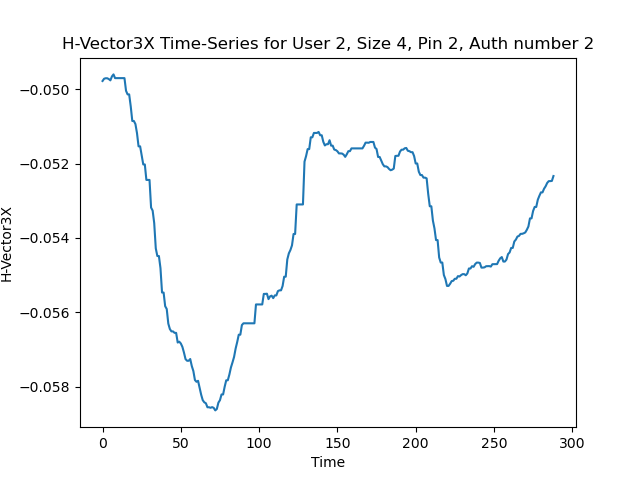 H-Vector3X Time-Series for User 2, Size 4, Pin 2, Auth number 2
H-Vector3X
−0.050
−0.052
−0.054
−0.056
−0.058
0 50 100 150 200 250 300
Time